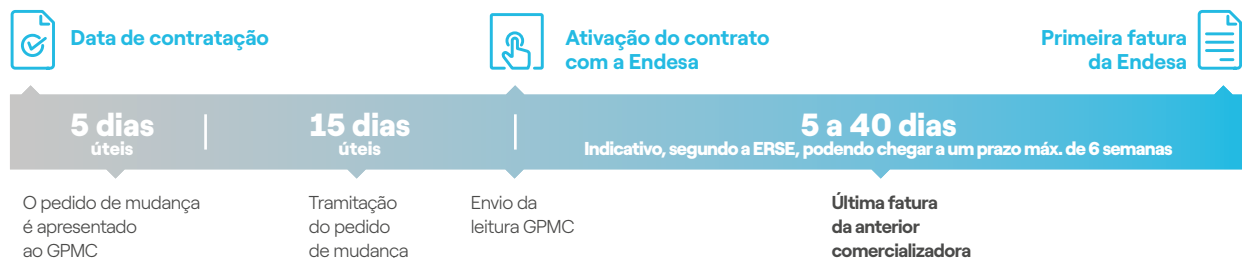 Data de contratação
Ativação do contrato
com a Endesa
Primeira fatura
da Endesa
5 dias
úteis
15 dias
úteis
5 a 40 dias
Indicativo, segundo a ERSE, podendo chegar a um prazo máx. de 6 semanas
O pedido de mudança
é apresentado
ao GPMC
Tramitação
do pedido
de mudança
Envio da
leitura GPMC
Última fatura
da anterior
comercializadora